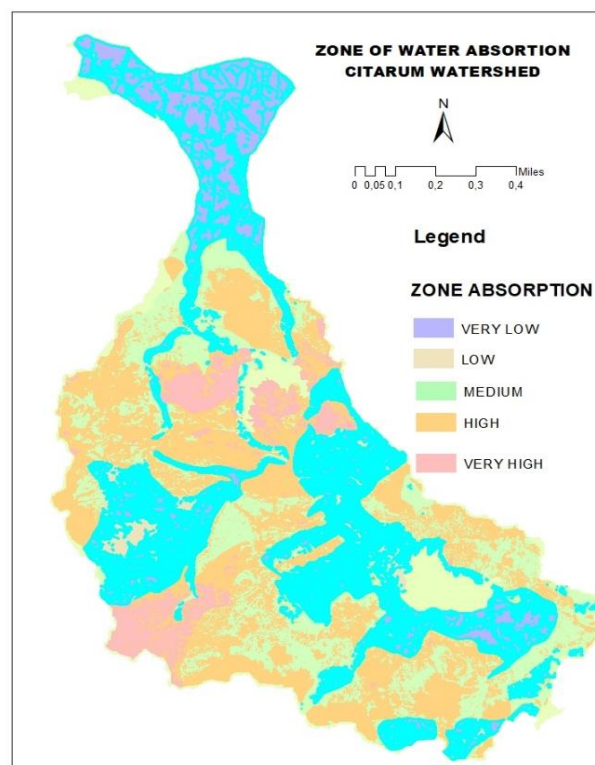 ZONE OF WATER ABSORTION
CITARUM WATERSHED
N
Miles
0 0,05 0,1 0,2 0,3 0,4
Legend
ZONE ABSORPTION
VERY LOW
LOW
MEDIUM
HIGH
VERY HIGH